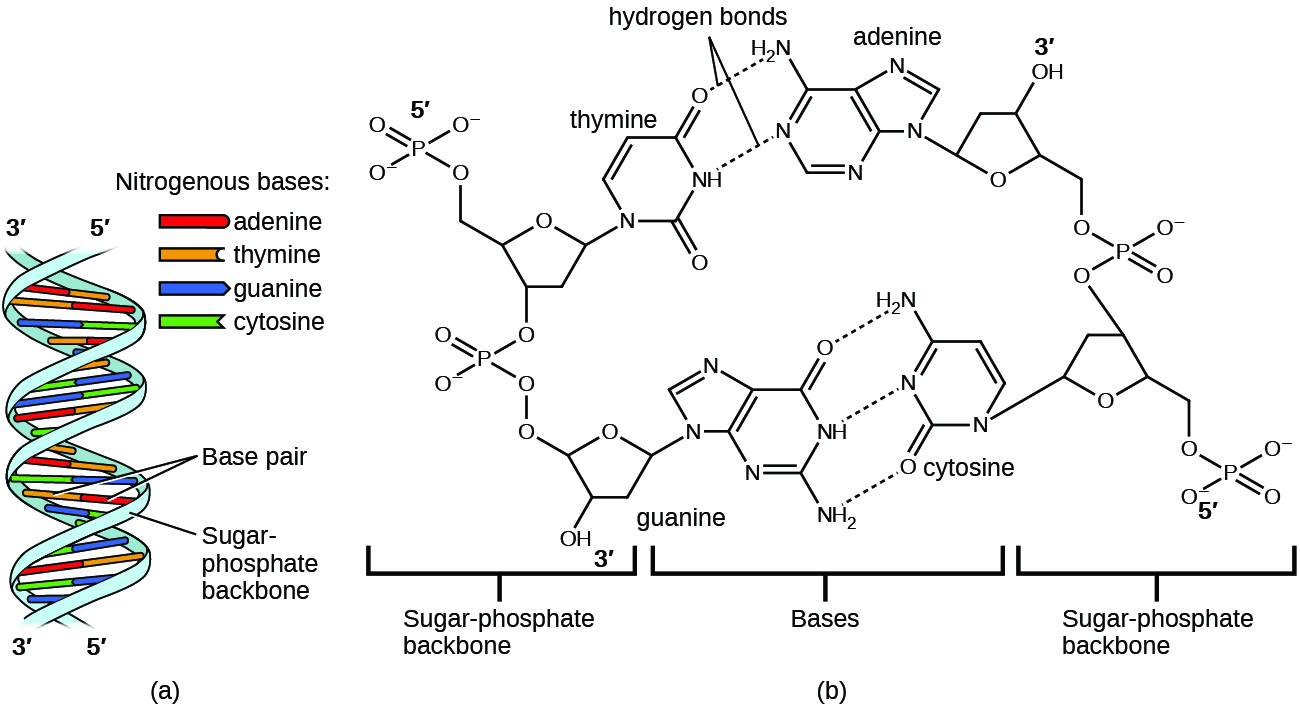 Nitrogenous bases:
adenine
thymine
guanine
cytosine
3′ 5′
Base pair
Sugar-
phosphate
backbone
3′ 5′
(a)
hydrogen bonds
adenine
thymine
5′
3′
H₂N
O
N
N
N
N
NH
N
O
OH
O
O
O⁻
P
O⁻
O
O
O
O
O⁻
P
O
O
O
P
O⁻
O
O
O
H₂N
O
N
N
NH
N
N
NH₂
N
N
O
O
O
O
O
P
O⁻
O⁻
O
5′
cytosine
guanine
OH
3′
Sugar-phosphate
backbone
Bases
Sugar-phosphate
backbone
(b)